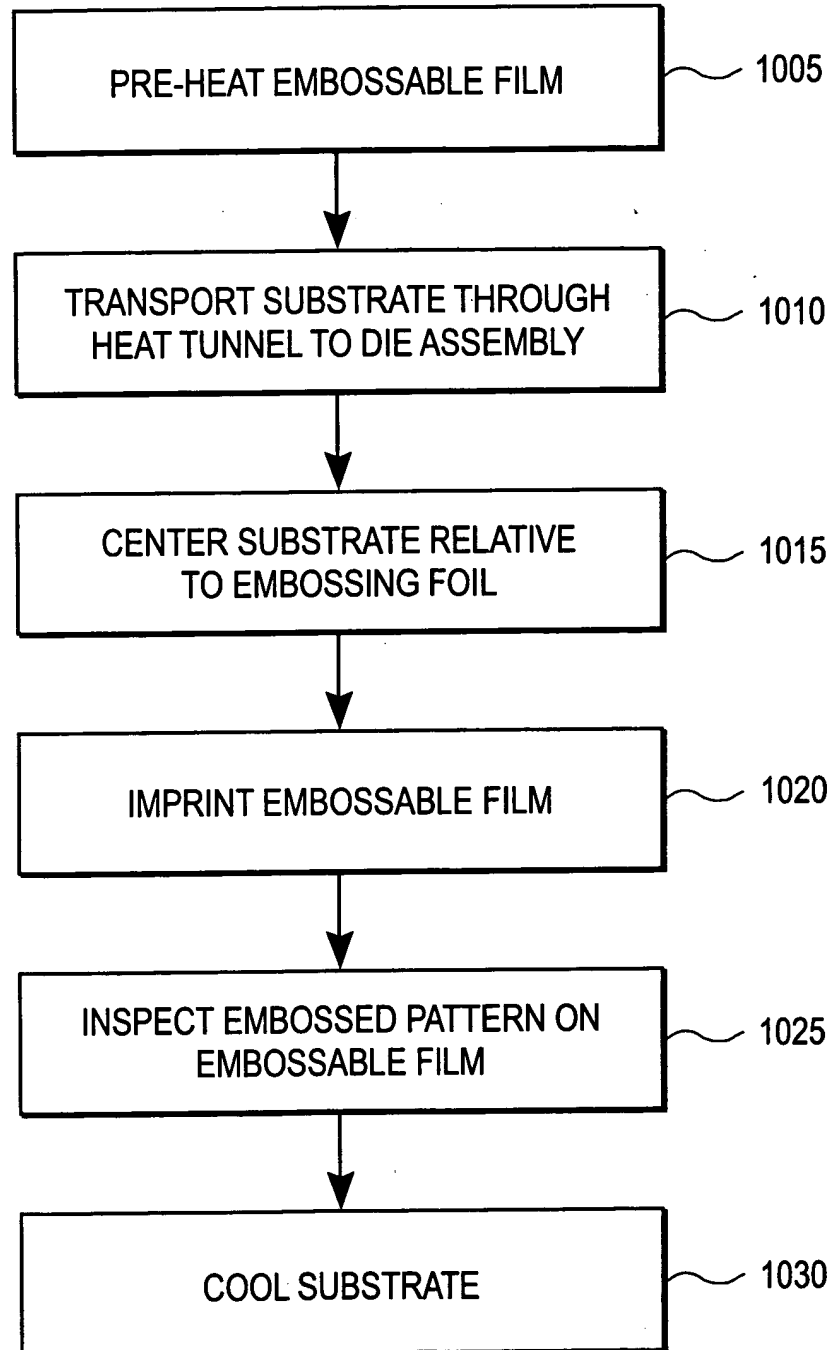 PRE-HEAT EMBOSSABLE FILM
1005
TRANSPORT SUBSTRATE THROUGH
HEAT TUNNEL TO DIE ASSEMBLY
1010
CENTER SUBSTRATE RELATIVE
TO EMBOSSING FOIL
1015
IMPRINT EMBOSSABLE FILM
1020
INSPECT EMBOSSED PATTERN ON
EMBOSSABLE FILM
1025
COOL SUBSTRATE
1030